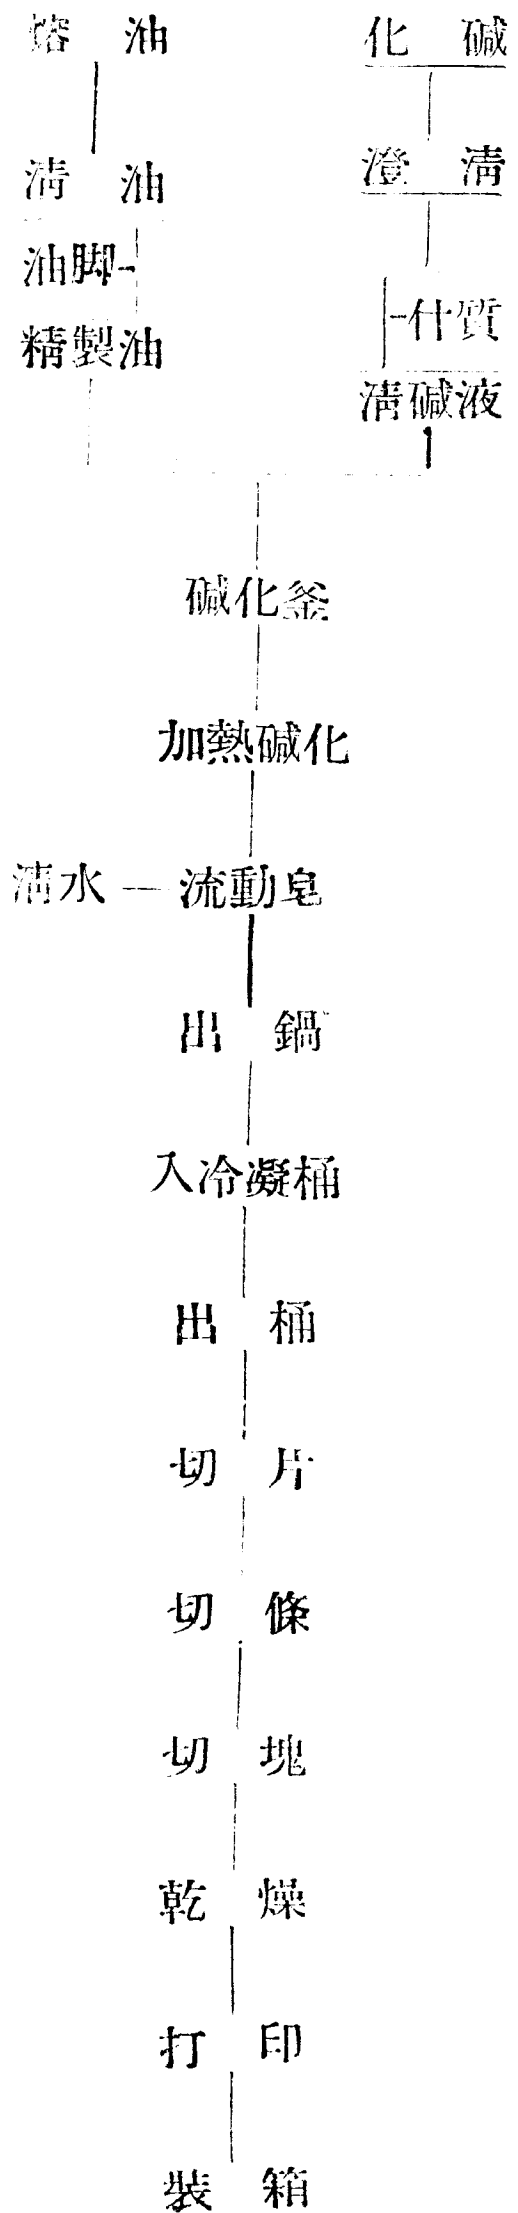 熔油
清油
油脚
精製油
化碱
澄清
什質
清碱液
碱化釜
加熱碱化
清水—流動皂
出鍋
入冷凝桶
出桶
切片
切條
切塊
乾燥
打印
裝箱